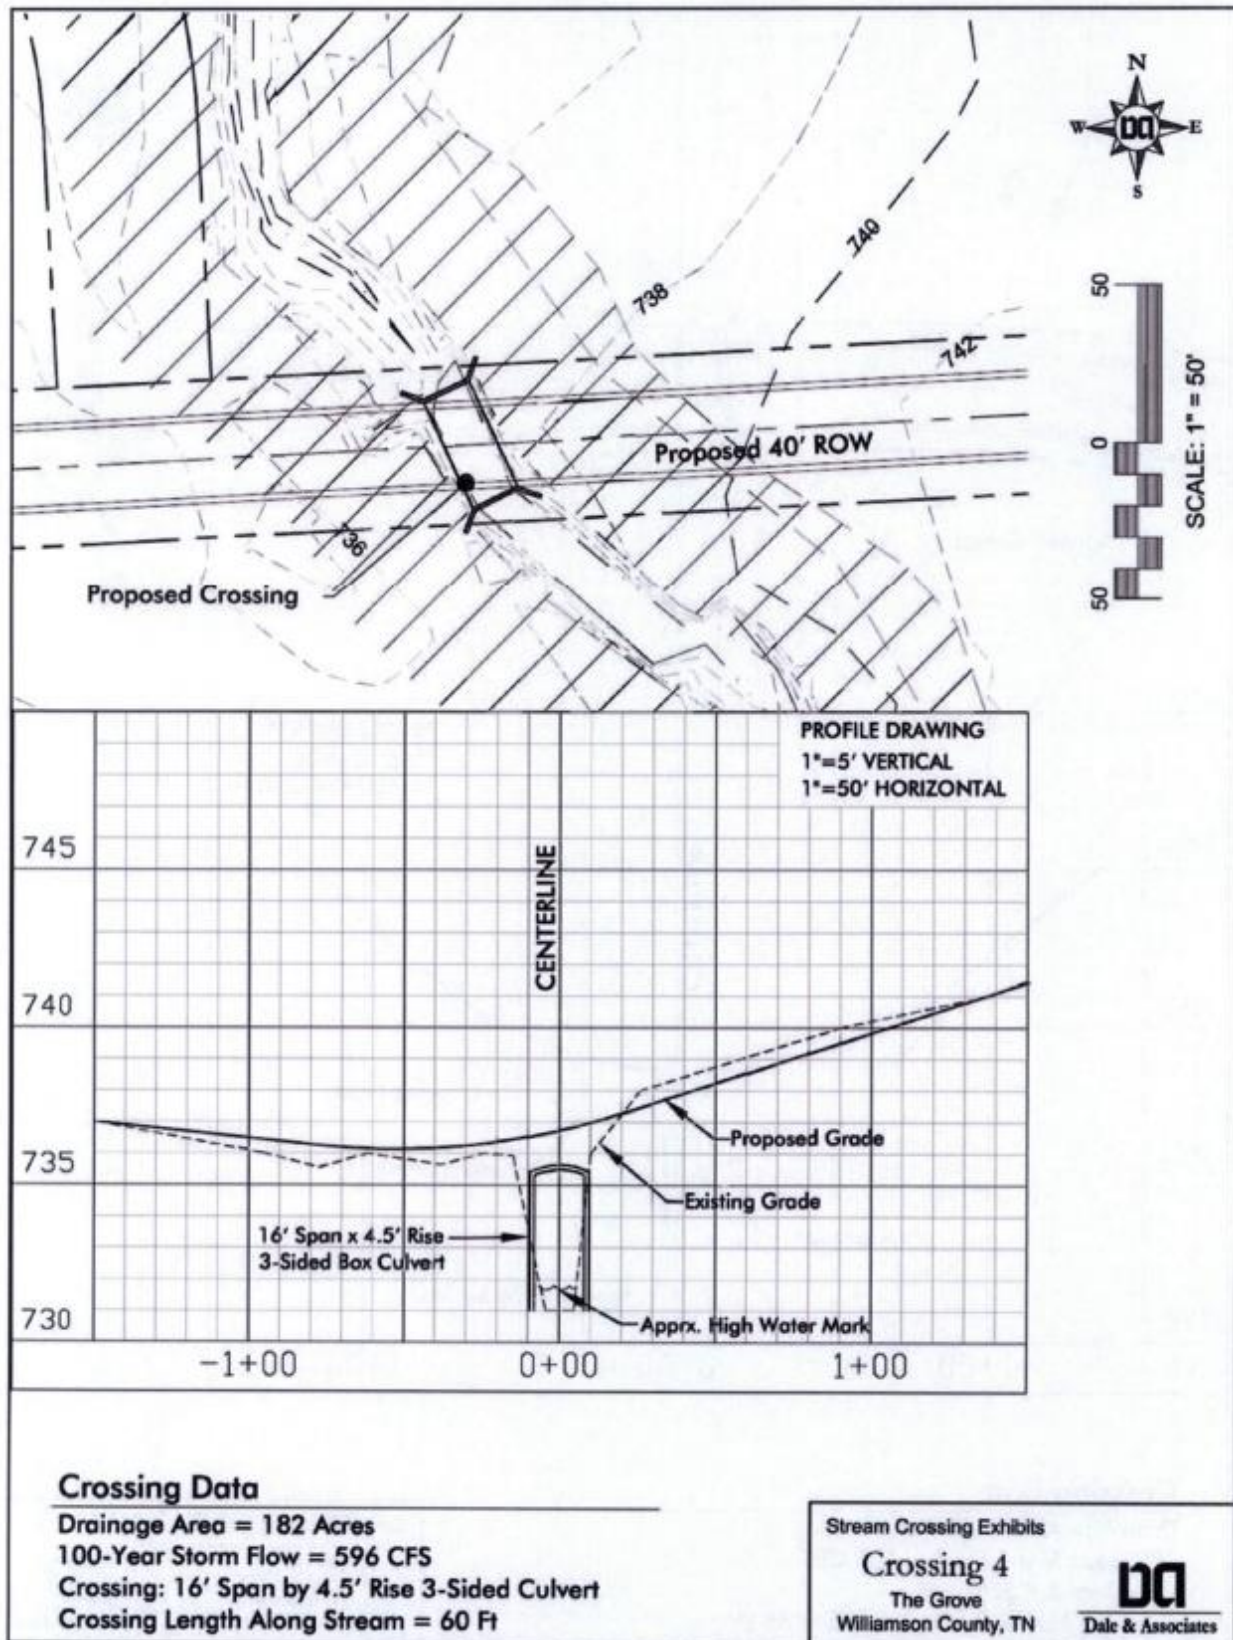 N
W
E
S
740
738
742
50
0
50
SCALE: 1" = 50'
Proposed 40' ROW
736
Proposed Crossing
PROFILE DRAWING
1"=5' VERTICAL
1"=50' HORIZONTAL
745
CENTERLINE
740
Proposed Grade
735
Existing Grade
16' Span x 4.5' Rise
3-Sided Box Culvert
730
Apprx. High Water Mark
-1+00
0+00
1+00
Crossing Data
Drainage Area = 182 Acres
100-Year Storm Flow = 596 CFS
Crossing: 16' Span by 4.5' Rise 3-Sided Culvert
Crossing Length Along Stream = 60 Ft
Stream Crossing Exhibits
Crossing 4
The Grove
Williamson County, TN
Dale & Associates